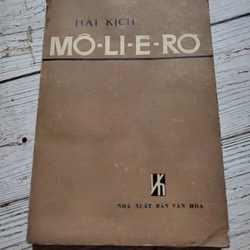 HÀI KỊCH
MÔ-LI-E-RƠ
NHÀ XUẤT BẢN VĂN HÓA